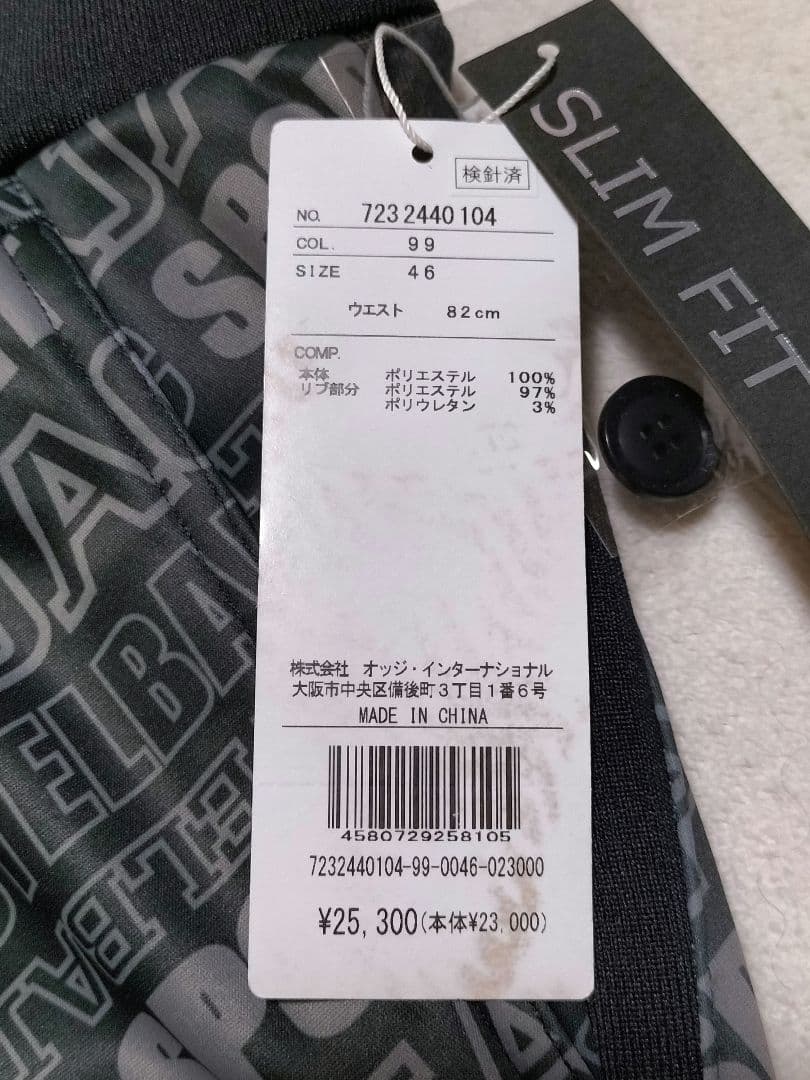 検針済
SLIM FIT
NO. 7232440104
COL. 99
SIZE 46
ウエスト 82cm
COMP.
本体 ポリエステル 100%
リブ部分 ポリエステル 97%
ポリウレタン 3%
株式会社 オッジ・インターナショナル
大阪市中央区備後町3丁目1番6号
MADE IN CHINA
4580729258105
7232440104-99-0046-023000
¥25,300(本体¥23,000)